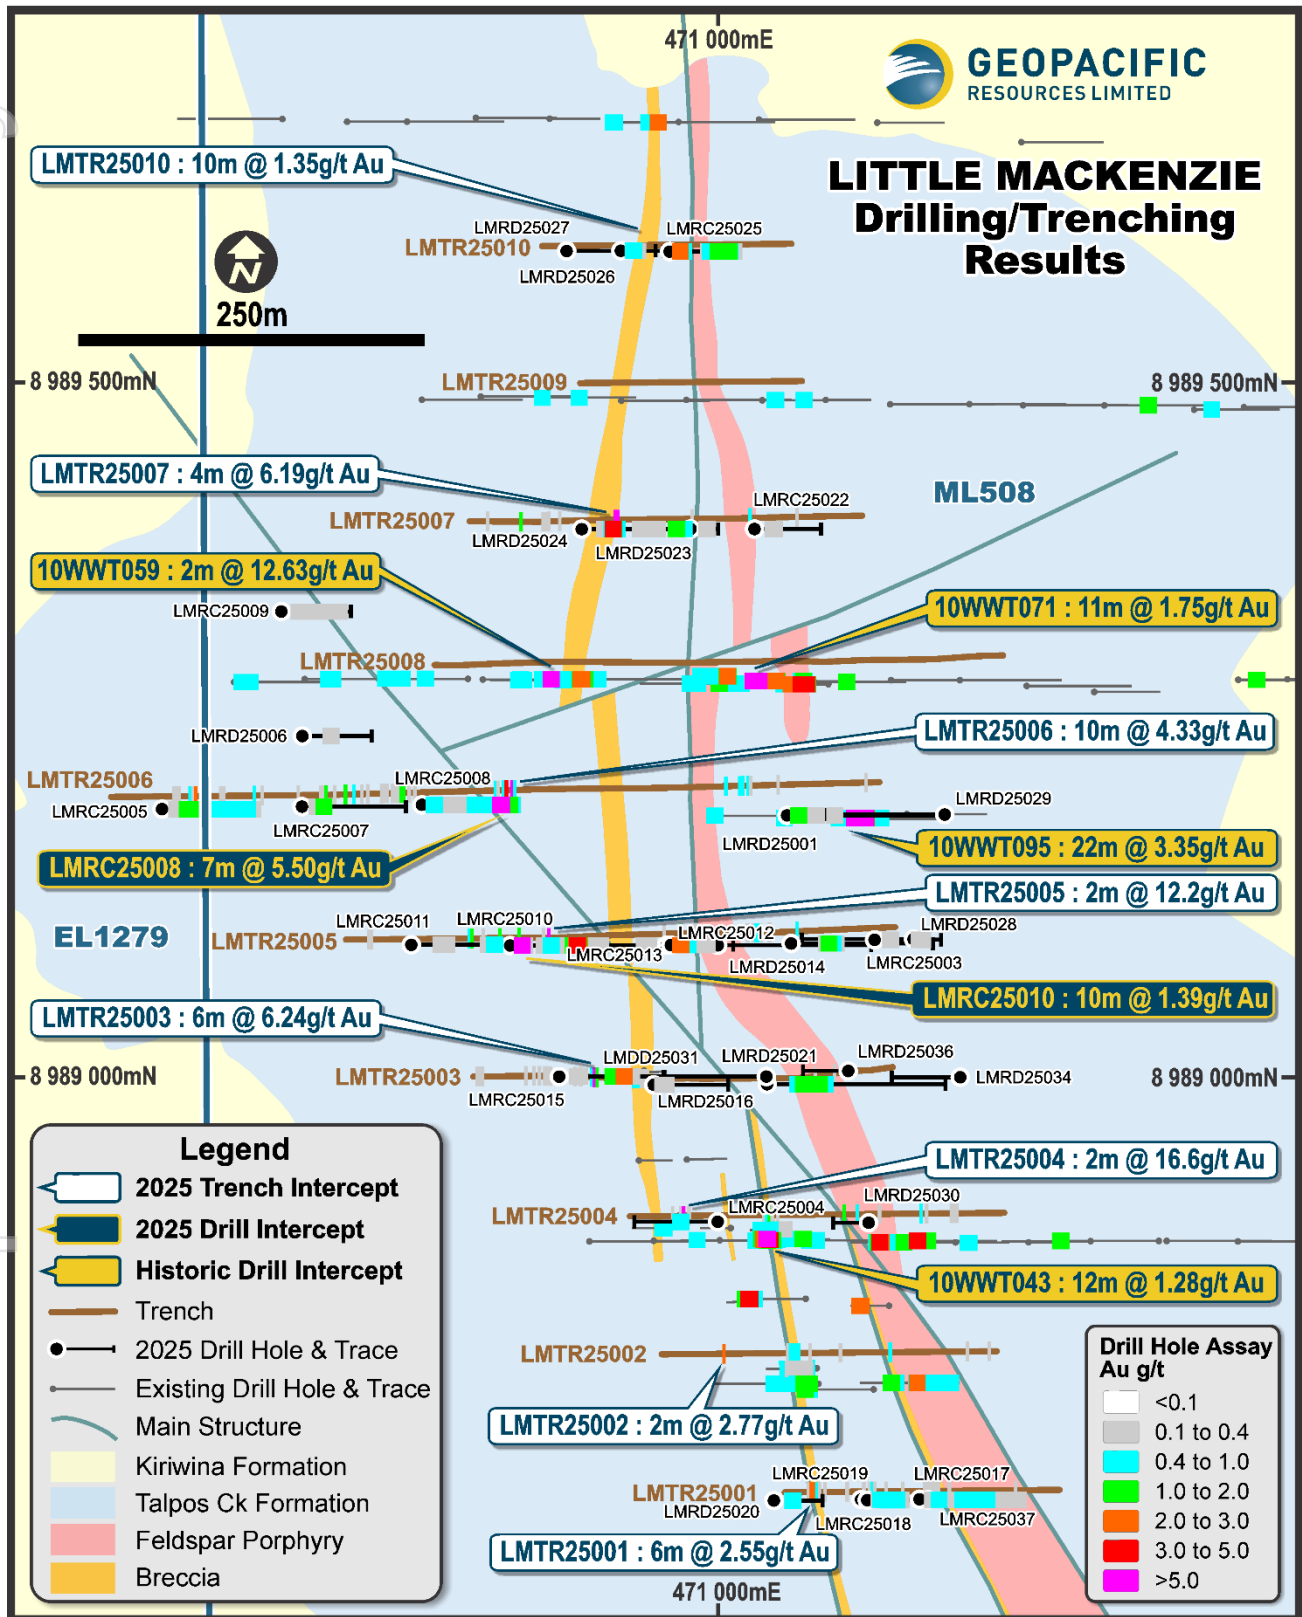 471 000mE
GEOPACIFIC
RESOURCES LIMITED
LITTLE MACKENZIE
Drilling/Trenching
Results
LMTR25010 : 10m @ 1.35g/t Au
LMRD25027
LMRC25025
LMTR25010
LMRD25026
N
250m
8 989 500mN
8 989 500mN
LMTR25009
LMTR25007 : 4m @ 6.19g/t Au
ML508
LMRC25022
LMTR25007
LMRD25024
LMRD25023
10WWT059 : 2m @ 12.63g/t Au
LMRC25009
10WWT071 : 11m @ 1.75g/t Au
LMTR25008
LMRD25006
LMTR25006 : 10m @ 4.33g/t Au
LMTR25006
LMRC25008
LMRC25005
LMRC25007
LMRD25029
LMRD25001
LMRC25008 : 7m @ 5.50g/t Au
10WWT095 : 22m @ 3.35g/t Au
LMTR25005 : 2m @ 12.2g/t Au
LMRC25011
LMRC25010
LMRC25012
LMRD25028
EL1279
LMTR25005
LMRC25013
LMRD25014
LMRC25003
LMRC25010 : 10m @ 1.39g/t Au
LMTR25003 : 6m @ 6.24g/t Au
LMDD25031
LMRD25021
LMRD25036
8 989 000mN
LMTR25003
LMRD25034
8 989 000mN
LMRC25015
LMRD25016
LMTR25004 : 2m @ 16.6g/t Au
LMRC25004
LMRD25030
LMTR25004
10WWT043 : 12m @ 1.28g/t Au
LMTR25002
LMTR25002 : 2m @ 2.77g/t Au
LMRC25019
LMRC25017
LMTR25001
LMRD25020
LMRC25018
LMRC25037
LMTR25001 : 6m @ 2.55g/t Au
471 000mE
Legend
2025 Trench Intercept
2025 Drill Intercept
Historic Drill Intercept
Trench
2025 Drill Hole & Trace
Existing Drill Hole & Trace
Main Structure
Kiriwina Formation
Talpos Ck Formation
Feldspar Porphyry
Breccia
Drill Hole Assay
Au g/t
<0.1
0.1 to 0.4
0.4 to 1.0
1.0 to 2.0
2.0 to 3.0
3.0 to 5.0
>5.0